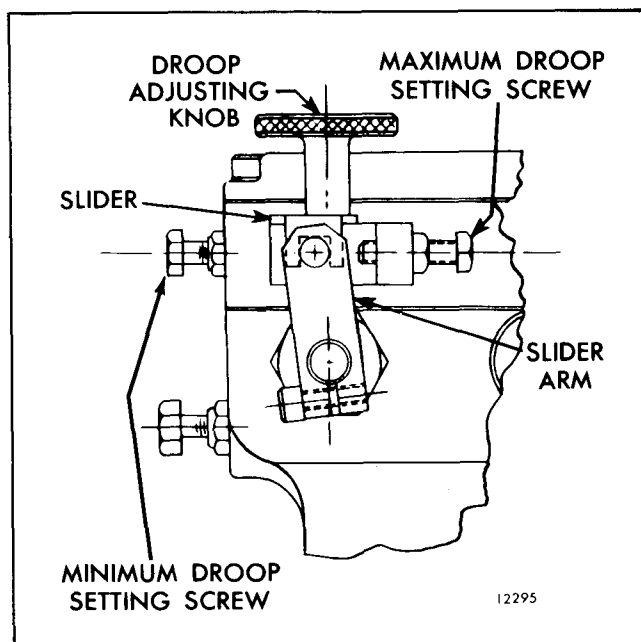 DROOP
ADJUSTING
KNOB
MAXIMUM DROOP
SETTING SCREW
SLIDER
SLIDER
ARM
MINIMUM DROOP
SETTING SCREW
12295